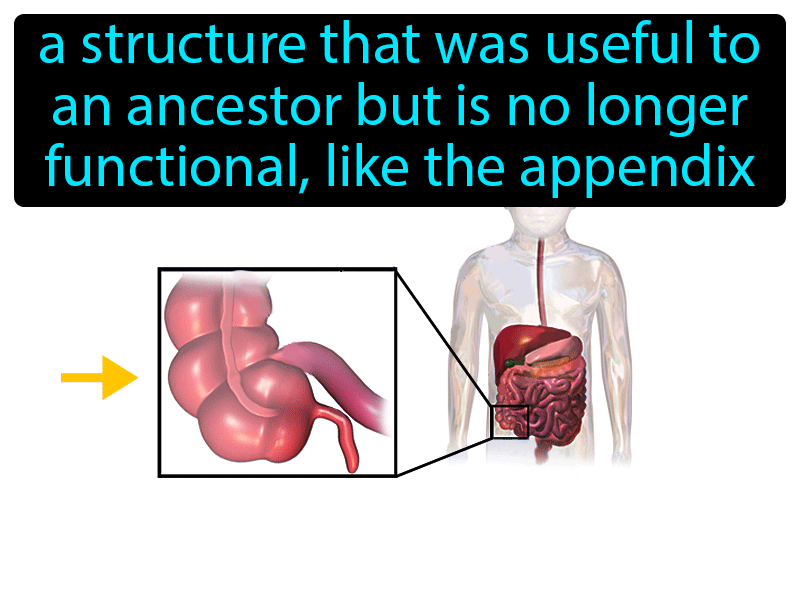 a structure that was useful to
an ancestor but is no longer
functional, like the appendix